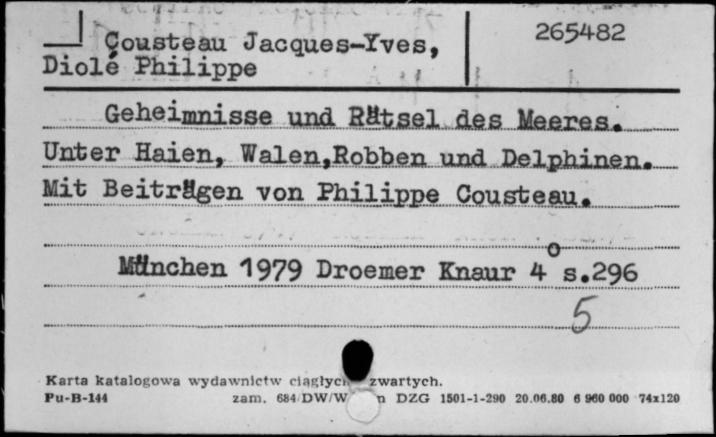 265482
Cousteau Jacques-Yves,
Diolé Philippe
Geheimnisse und Rätsel des Meeres.
Unter Haien, Walen,Robben und Delphinen.
Mit Beiträgen von Philippe Cousteau.
München 1979 Droemer Knaur 4° s.296
5
Karta katalogowa wydawnictw ciągłych zwartych.
Pu-B-144 zam. 684/DW/W n DZG 1501-1-290 20.06.80 6 960 000 74x120